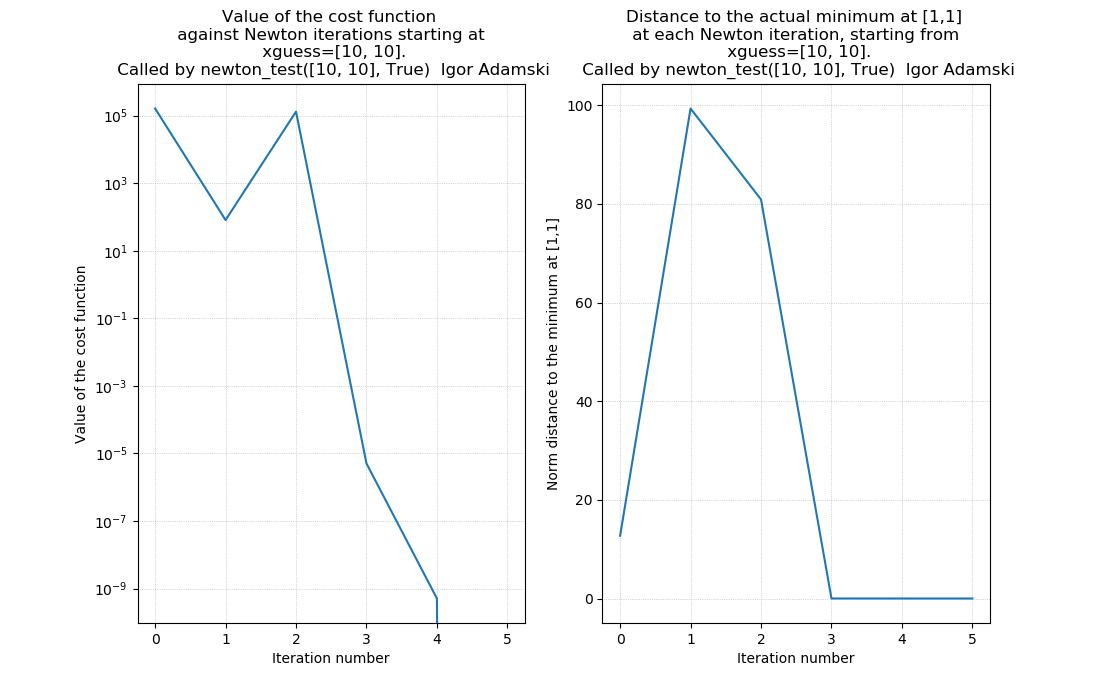 Value of the cost function
against Newton iterations starting at
xguess=[10, 10].
Called by newton_test([10, 10], True)  Igor Adamski
10^5
10^3
10^1
10^−1
10^−3
10^−5
10^−7
10^−9
Value of the cost function
0 1 2 3 4 5
Iteration number
Distance to the actual minimum at [1,1]
at each Newton iteration, starting from
xguess=[10, 10].
Called by newton_test([10, 10], True)  Igor Adamski
100
80
60
40
20
0
Norm distance to the minimum at [1,1]
0 1 2 3 4 5
Iteration number